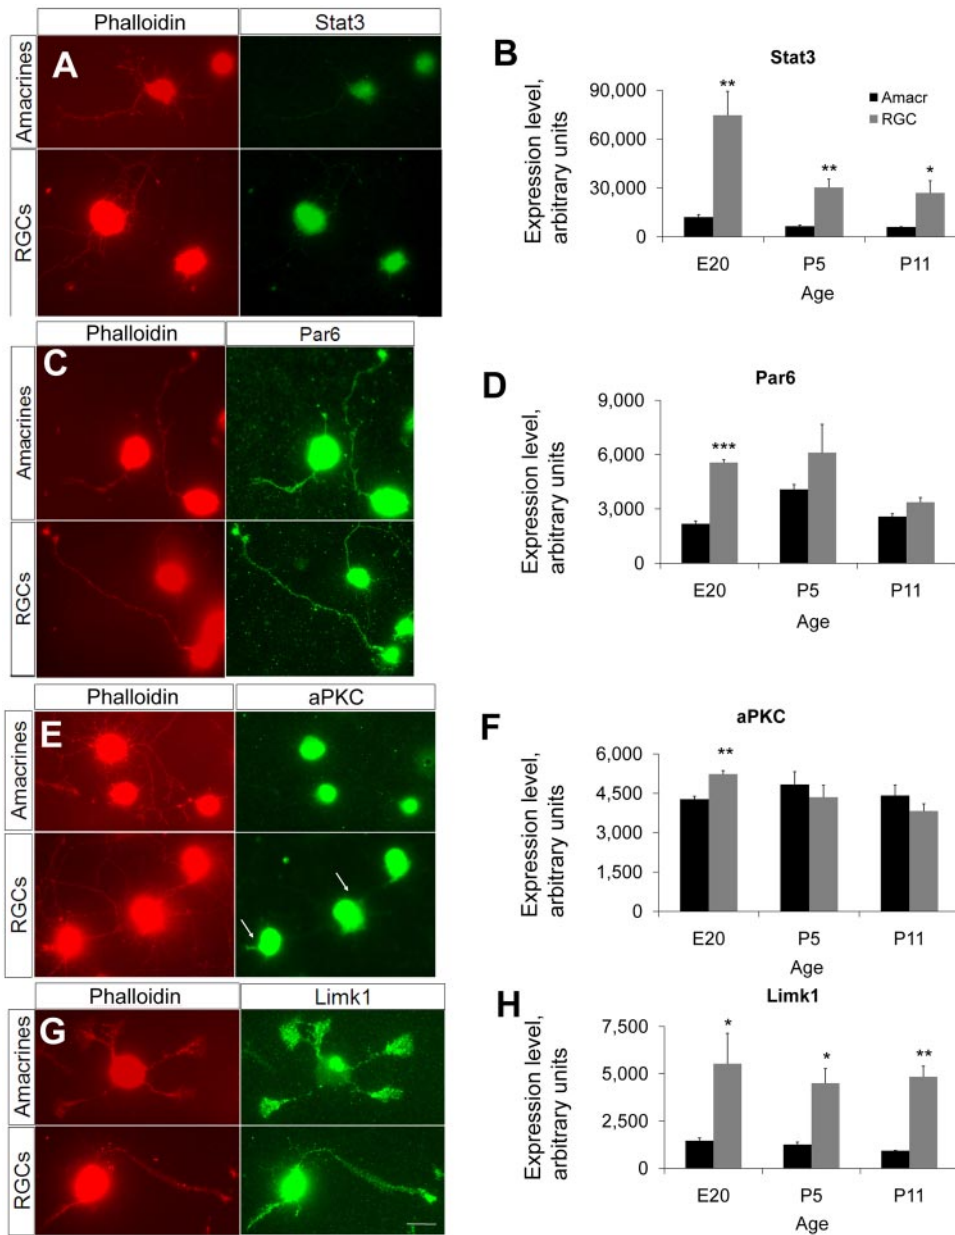 Phalloidin Stat3
Amacrines
RGCs
A
B
Stat3
Expression level,
arbitrary units
90,000
60,000
30,000
0
** ** *
Amacr
RGC
E20 P5 P11
Age
Phalloidin Par6
Amacrines
RGCs
C
D
Par6
Expression level,
arbitrary units
9,000
6,000
3,000
0
***
E20 P5 P11
Age
Phalloidin aPKC
Amacrines
RGCs
E
F
aPKC
Expression level,
arbitrary units
6,000
4,500
3,000
1,500
0
**
E20 P5 P11
Age
Phalloidin Limk1
Amacrines
RGCs
G
H
Limk1
Expression level,
arbitrary units
7,500
5,000
2,500
0
* * **
E20 P5 P11
Age